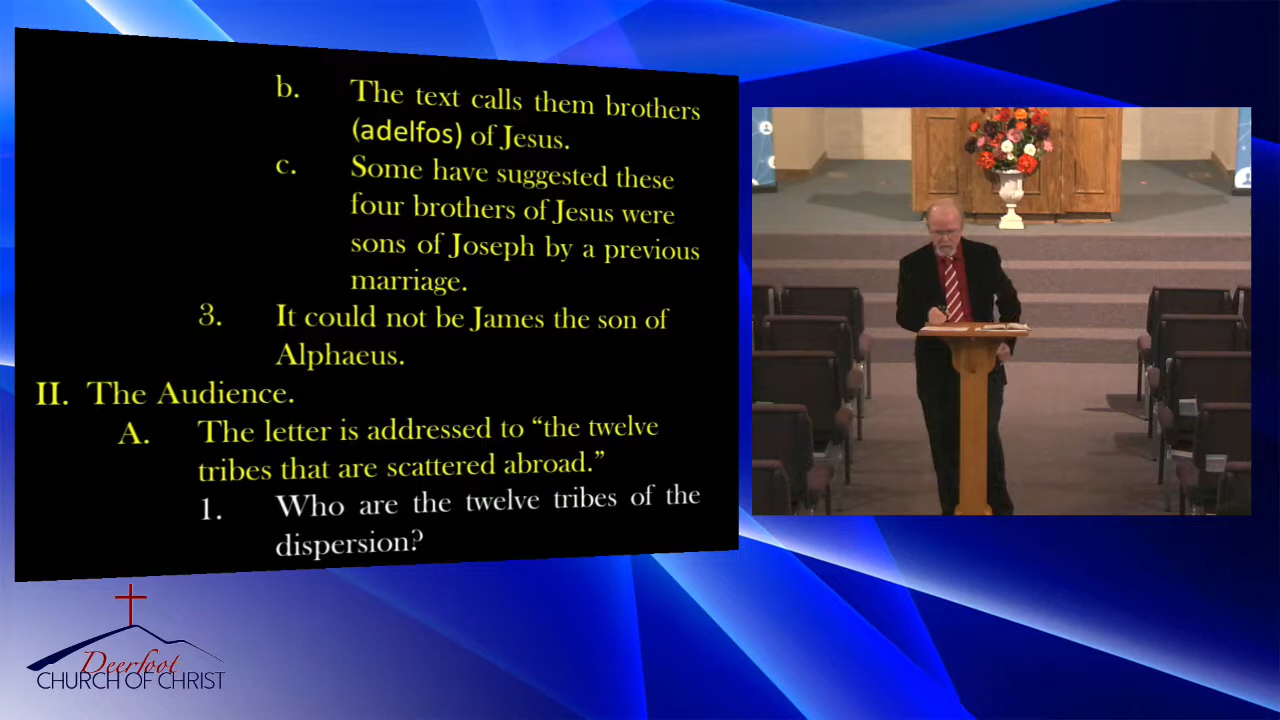 b. The text calls them brothers
(adelfos) of Jesus.
c. Some have suggested these
four brothers of Jesus were
sons of Joseph by a previous
marriage.
3. It could not be James the son of
Alphaeus.
II. The Audience.
A. The letter is addressed to “the twelve
tribes that are scattered abroad.”
1. Who are the twelve tribes of the
dispersion?
Deerfoot
CHURCH OF CHRIST